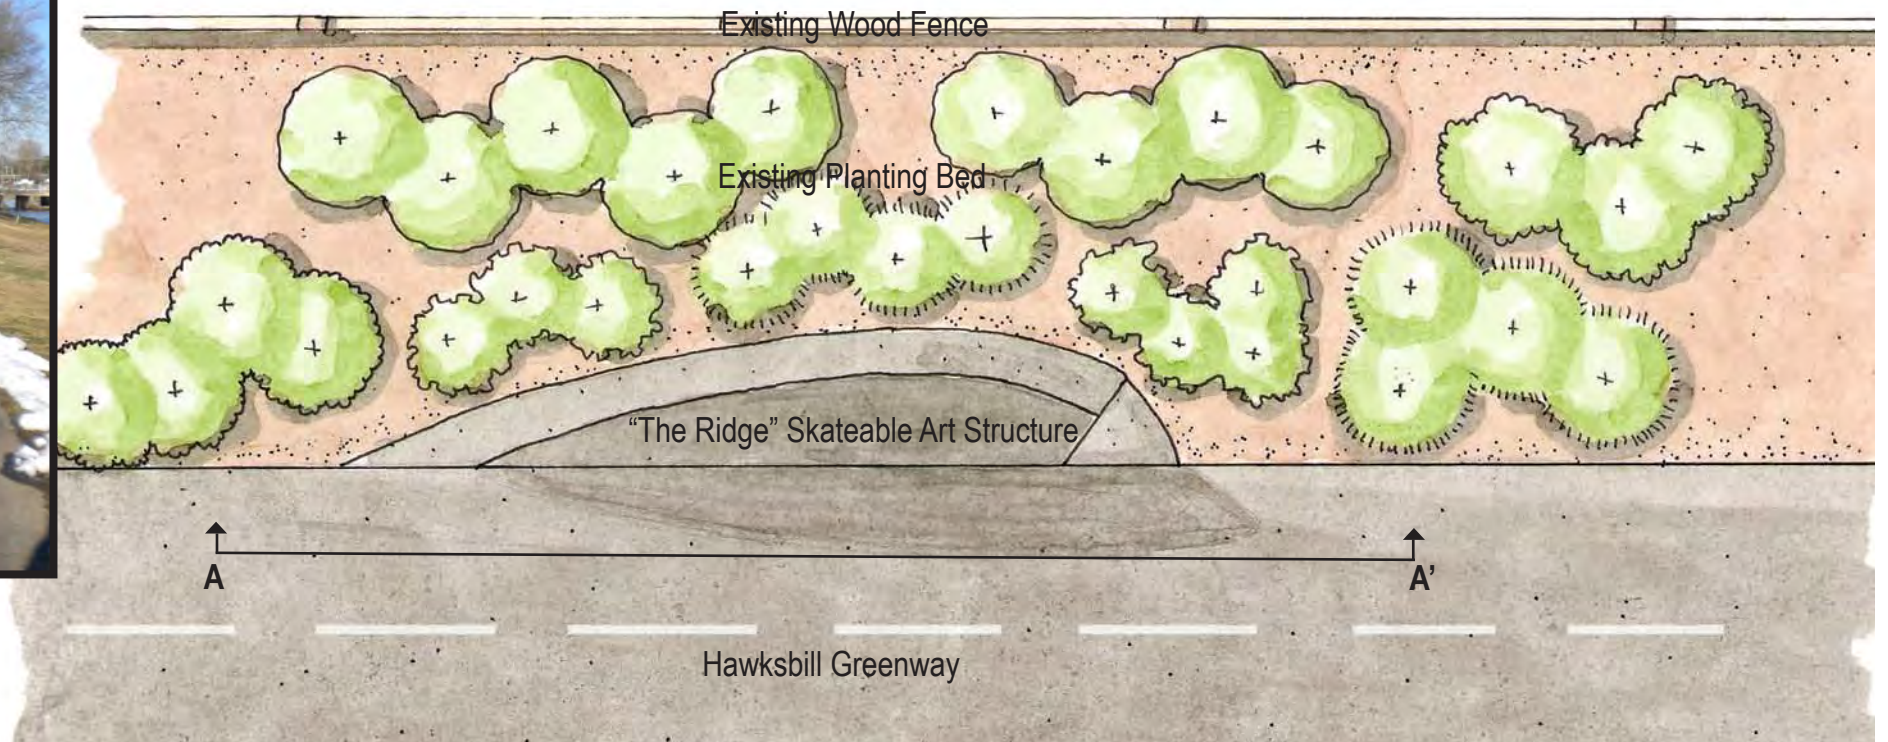 Existing Wood Fence
Existing Planting Bed
“The Ridge” Skateable Art Structure
A
A’
Hawksbill Greenway